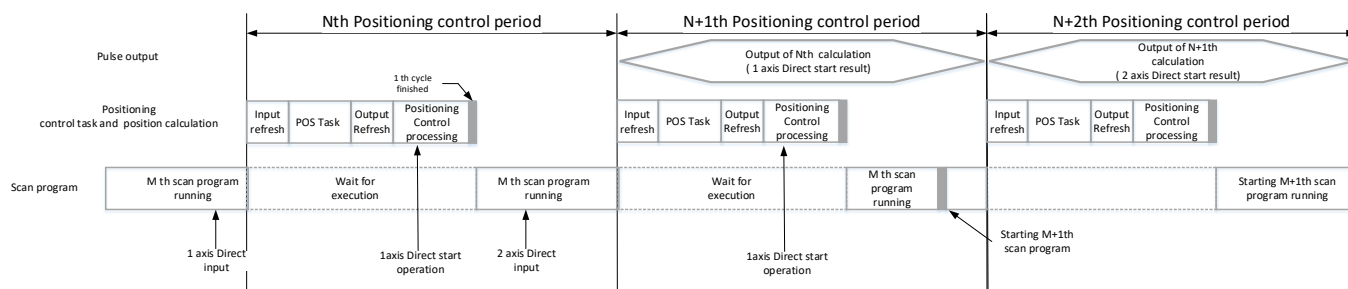 Nth Positioning control period
N+1th Positioning control period
N+2th Positioning control period
Pulse output
Output of Nth calculation
( 1 axis Direct start result)
Output of N+1th
calculation
( 2 axis Direct start result)
1 th cycle
finished
Positioning
control task and position calculation
Input
refresh
POS Task
Output
Refresh
Positioning
Control
processing
Input
refresh
POS Task
Output
Refresh
Positioning
Control
processing
Input
refresh
POS Task
Output
Refresh
Positioning
Control
processing
Scan program
M th scan program
running
Wait for
execution
M th scan program
running
Wait for
execution
M th scan
program
running
Starting M+1th scan
program running
1 axis Direct
input
1axis Direct start
operation
2 axis Direct
input
1axis Direct start
operation
Starting M+1th
scan program